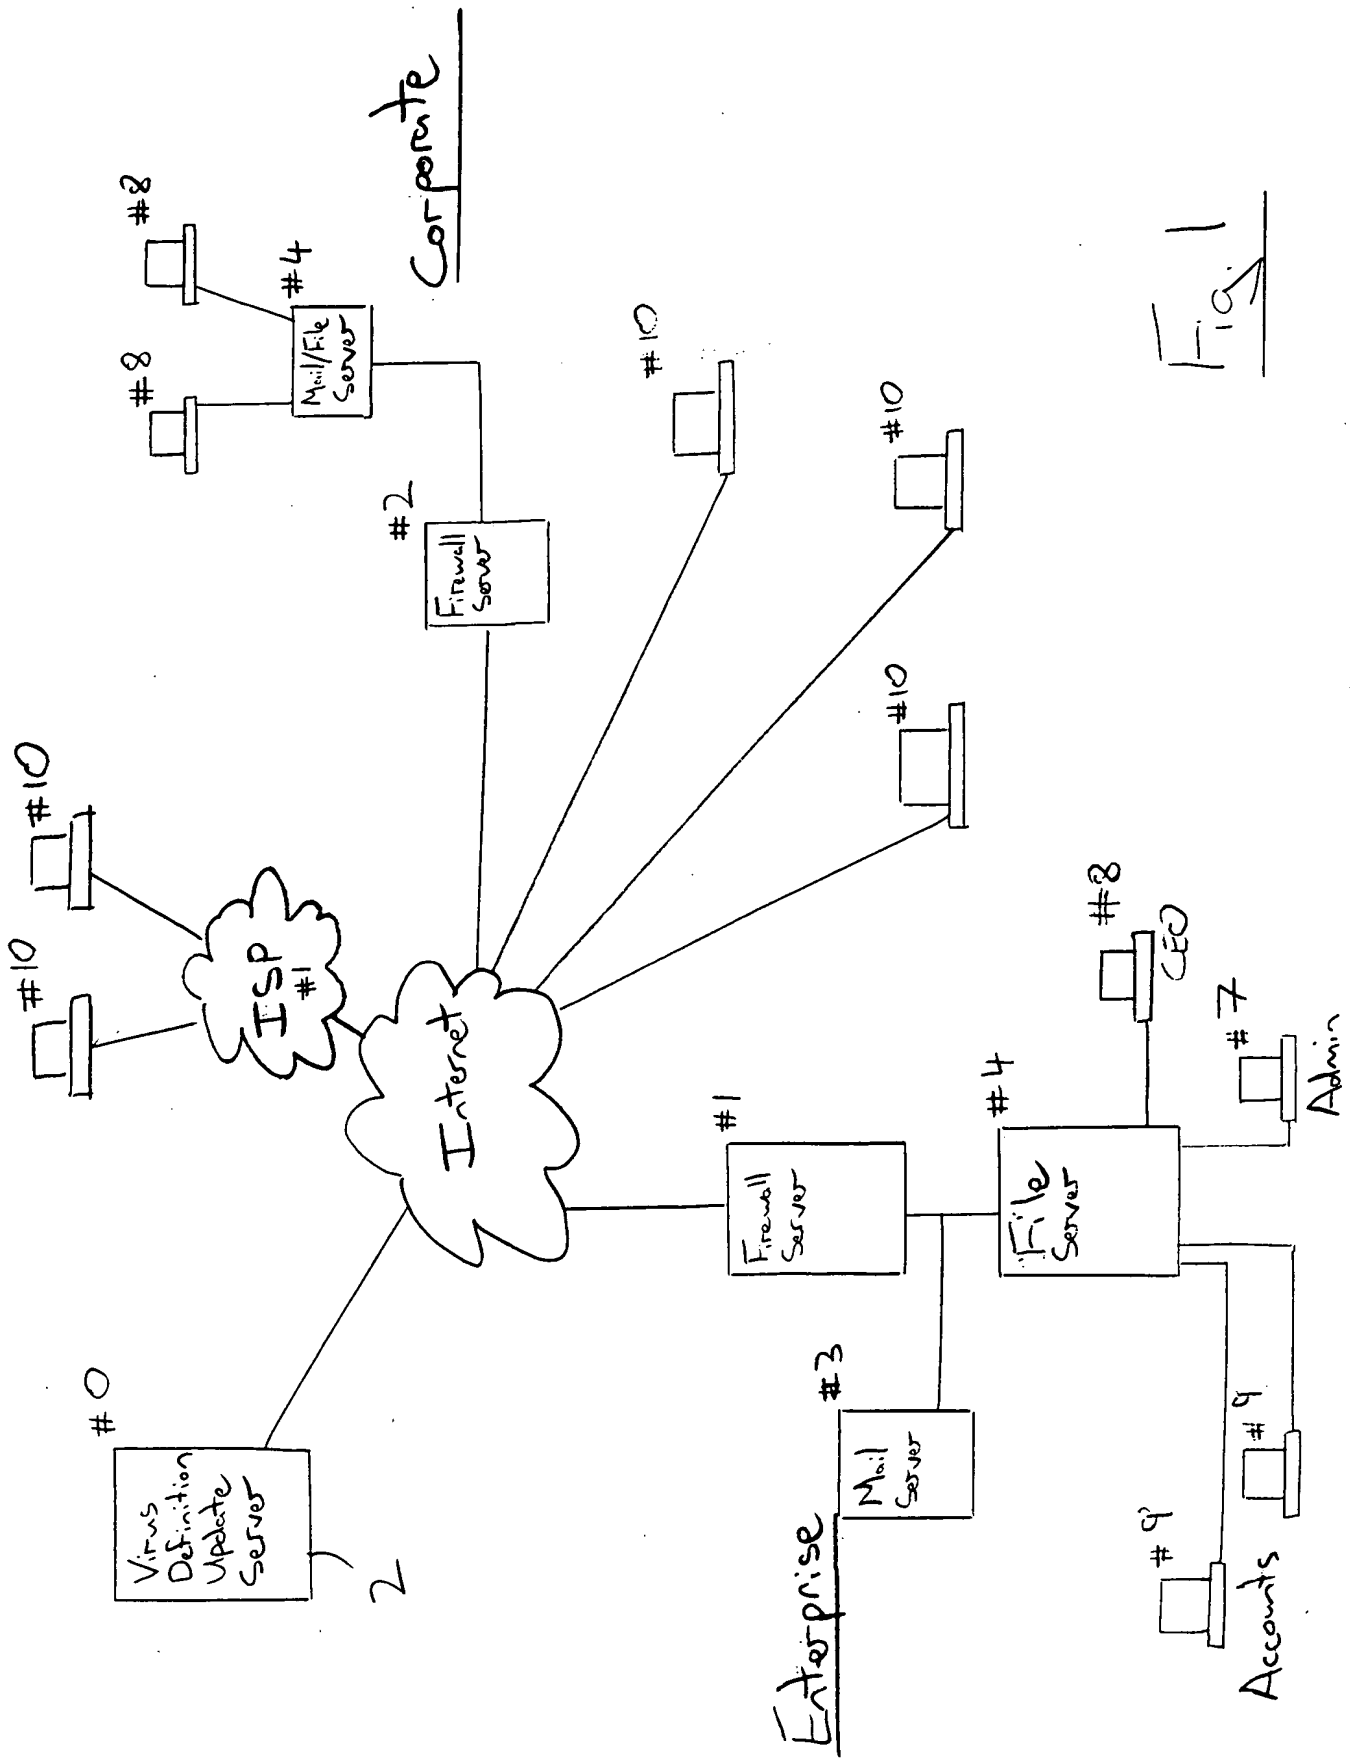 #0
Virus
Definition
Update
Server
2
#10
#10
ISP
#1
Internet
#8
#8
#4
Mail/File
Server
Corporate
#2
Firewall
Server
#10
#10
#10
Enterprise
#3
Mail
Server
#1
Firewall
Server
#4
File
Server
#8
CEO
#7
Admin
#9
#9
Accounts
Fig. 1